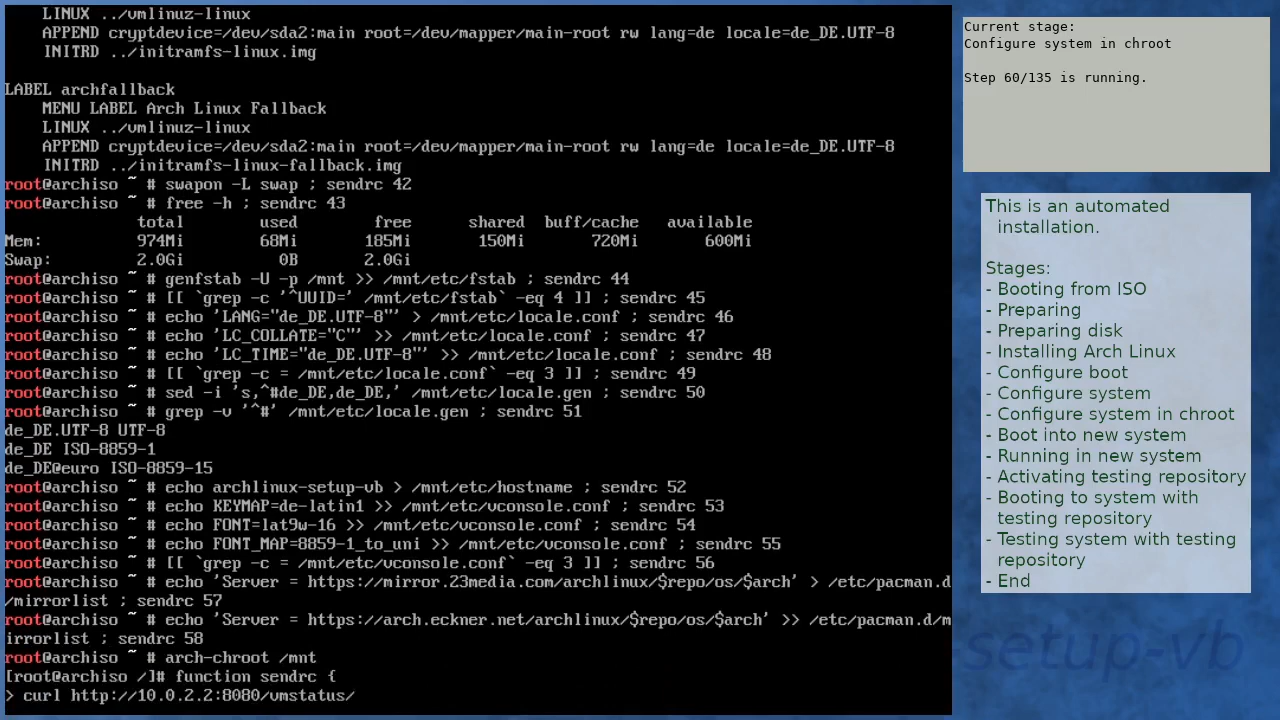 LINUX ../vmlinuz-linux
APPEND cryptdevice=/dev/sda2:main root=/dev/mapper/main-root rw lang=de locale=de_DE.UTF-8
INITRD ../initramfs-linux.img
LABEL archfallback
MENU LABEL Arch Linux Fallback
LINUX ../vmlinuz-linux
APPEND cryptdevice=/dev/sda2:main root=/dev/mapper/main-root rw lang=de locale=de_DE.UTF-8
INITRD ../initramfs-linux-fallback.img
root@archiso ~ # swapon -L swap ; sendrc 42
root@archiso ~ # free -h ; sendrc 43
total used free shared buff/cache available
Mem: 974Mi 68Mi 185Mi 150Mi 720Mi 600Mi
Swap: 2.0Gi 0B 2.0Gi
root@archiso ~ # genfstab -U -p /mnt >> /mnt/etc/fstab ; sendrc 44
root@archiso ~ # [[ `grep -c '^UUID=' /mnt/etc/fstab` -eq 4 ]] ; sendrc 45
root@archiso ~ # echo 'LANG="de_DE.UTF-8"' > /mnt/etc/locale.conf ; sendrc 46
root@archiso ~ # echo 'LC_COLLATE="C"' >> /mnt/etc/locale.conf ; sendrc 47
root@archiso ~ # echo 'LC_TIME="de_DE.UTF-8"' >> /mnt/etc/locale.conf ; sendrc 48
root@archiso ~ # [[ `grep -c = /mnt/etc/locale.conf` -eq 3 ]] ; sendrc 49
root@archiso ~ # sed -i 's,^#de_DE,de_DE,' /mnt/etc/locale.gen ; sendrc 50
root@archiso ~ # grep -v '^#' /mnt/etc/locale.gen ; sendrc 51
de_DE.UTF-8 UTF-8
de_DE ISO-8859-1
de_DE@euro ISO-8859-15
root@archiso ~ # echo archlinux-setup-vb > /mnt/etc/hostname ; sendrc 52
root@archiso ~ # echo KEYMAP=de-latin1 >> /mnt/etc/vconsole.conf ; sendrc 53
root@archiso ~ # echo FONT=lat9w-16 >> /mnt/etc/vconsole.conf ; sendrc 54
root@archiso ~ # echo FONT_MAP=8859-1_to_uni >> /mnt/etc/vconsole.conf ; sendrc 55
root@archiso ~ # [[ `grep -c = /mnt/etc/vconsole.conf` -eq 3 ]] ; sendrc 56
root@archiso ~ # echo 'Server = https://mirror.23media.com/archlinux/$repo/os/$arch' > /etc/pacman.d
/mirrorlist ; sendrc 57
root@archiso ~ # echo 'Server = https://arch.eckner.net/archlinux/$repo/os/$arch' >> /etc/pacman.d/m
irrorlist ; sendrc 58
root@archiso ~ # arch-chroot /mnt
[root@archiso /]# function sendrc {
> curl http://10.0.2.2:8080/vmstatus/
Current stage:
Configure system in chroot
Step 60/135 is running.
This is an automated
installation.
Stages:
- Booting from ISO
- Preparing
- Preparing disk
- Installing Arch Linux
- Configure boot
- Configure system
- Configure system in chroot
- Boot into new system
- Running in new system
- Activating testing repository
- Booting to system with
testing repository
- Testing system with testing
repository
- End
-setup-vb